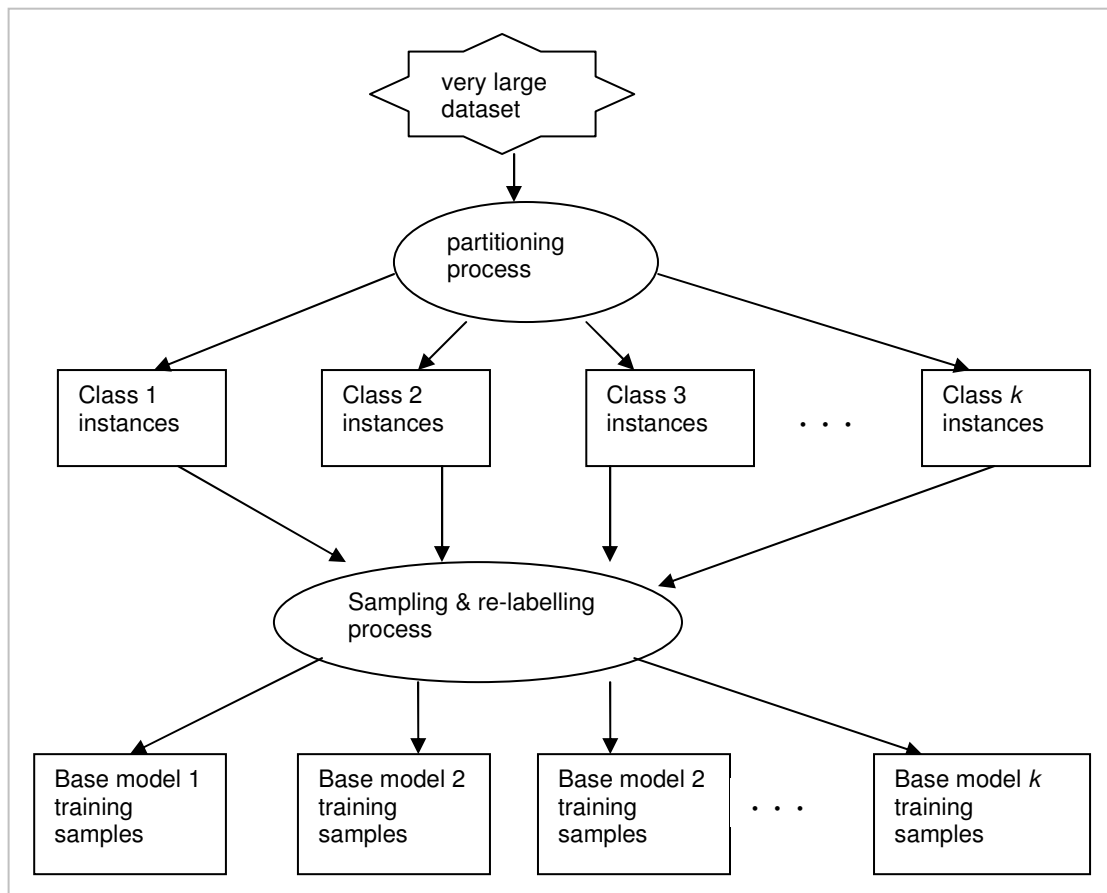 very large
dataset
partitioning
process
Class 1
instances
Class 2
instances
Class 3
instances
. . .
Class k
instances
Sampling & re-labelling
process
Base model 1
training
samples
Base model 2
training
samples
Base model 2
training
samples
. . .
Base model k
training
samples